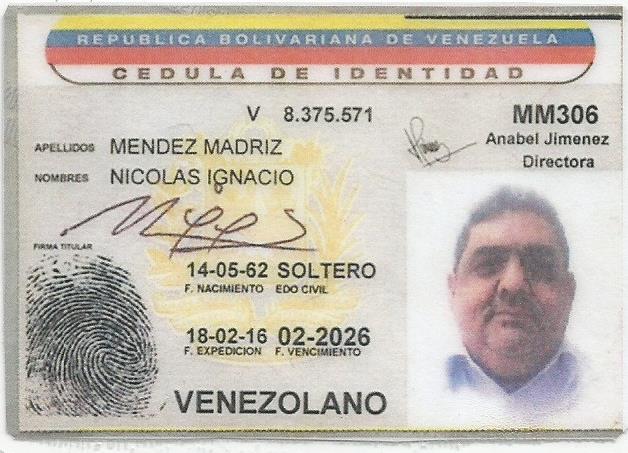 REPUBLICA BOLIVARIANA DE VENEZUELA
CEDULA DE IDENTIDAD
V 8.375.571
MM306
Anabel Jimenez
Directora
APELLIDOS MENDEZ MADRIZ
NOMBRES NICOLAS IGNACIO
FIRMA TITULAR
14-05-62 SOLTERO
F. NACIMIENTO EDO CIVIL
18-02-16 02-2026
F. EXPEDICION F. VENCIMIENTO
VENEZOLANO